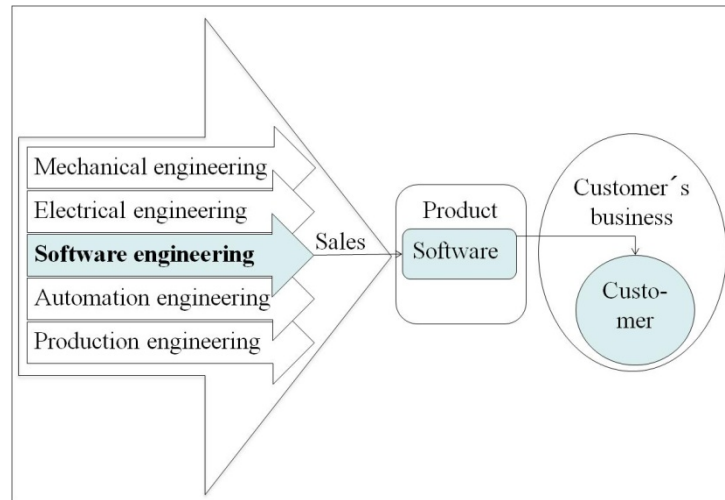 Mechanical engineering
Electrical engineering
Software engineering
Automation engineering
Production engineering
Sales
Product
Software
Customer´s
business
Custo-
mer